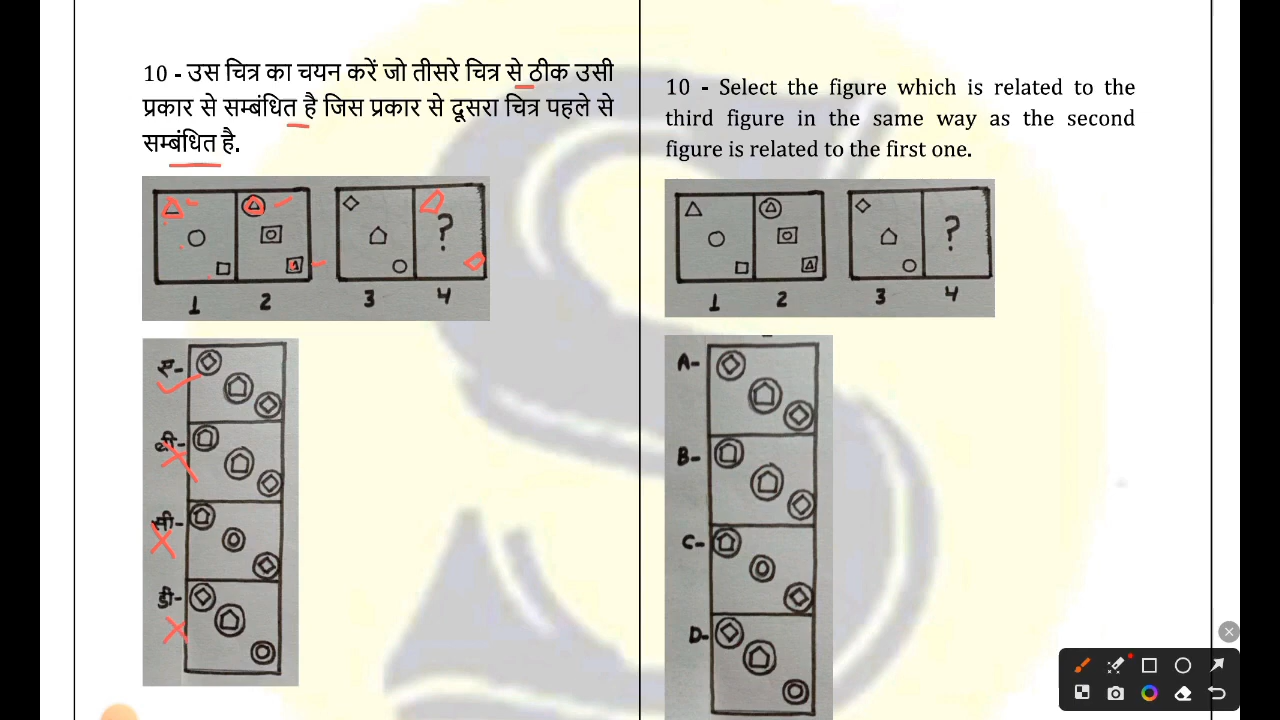 10 - उस चित्र का चयन करें जो तीसरे चित्र से ठीक उसी
प्रकार से सम्बंधित है जिस प्रकार से दूसरा चित्र पहले से
सम्बंधित है.
?
1 2 3 4
ए-
बी-
सी-
डी-
10 - Select the figure which is related to the
third figure in the same way as the second
figure is related to the first one.
?
1 2 3 4
A-
B-
C-
D-